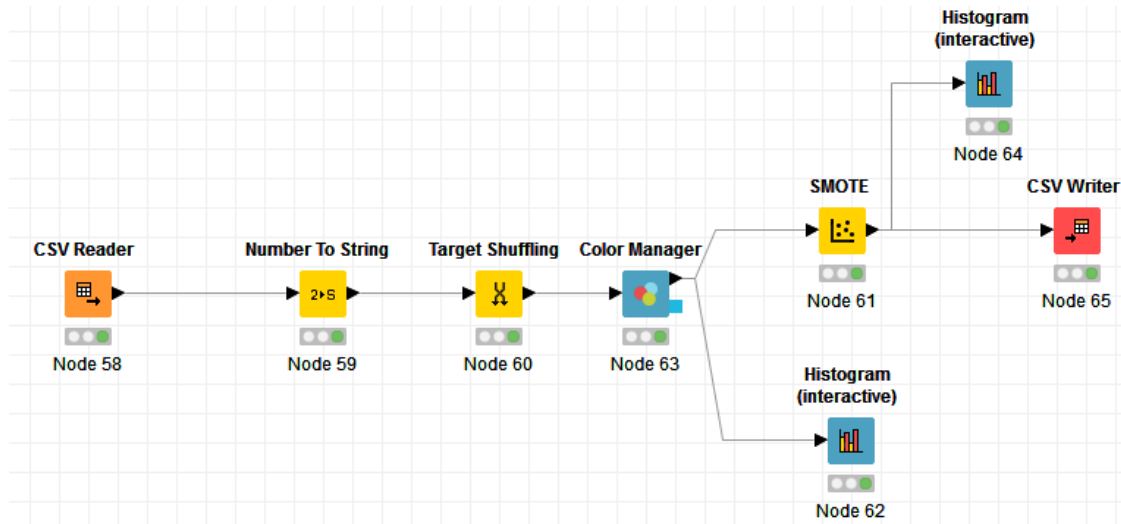 Histogram
(interactive)
Node 64
SMOTE
CSV Writer
CSV Reader
Number To String
Target Shuffling
Color Manager
2▸S
Node 61
Node 65
Node 58
Node 59
Node 60
Node 63
Histogram
(interactive)
Node 62